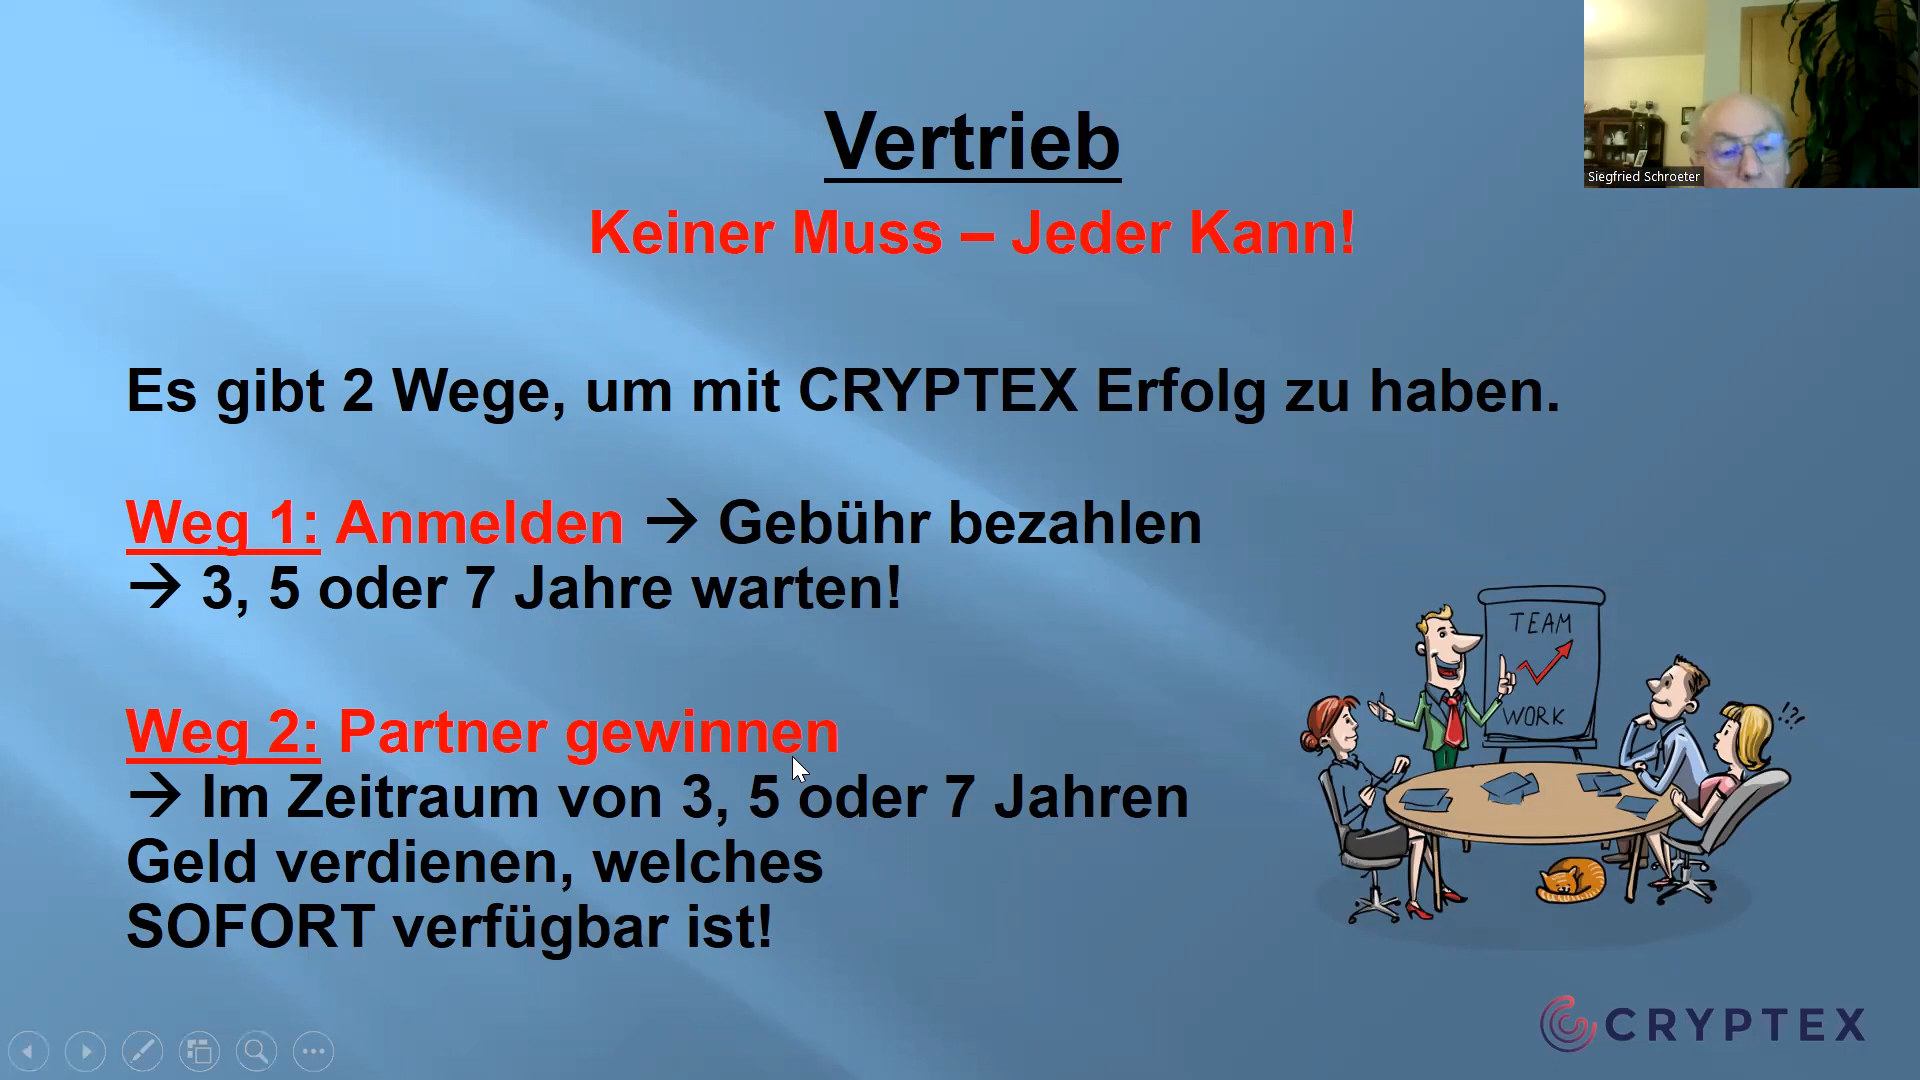 Siegfried Schroeter
Vertrieb
Keiner Muss – Jeder Kann!
Es gibt 2 Wege, um mit CRYPTEX Erfolg zu haben.
Weg 1: Anmelden → Gebühr bezahlen
→ 3, 5 oder 7 Jahre warten!
Weg 2: Partner gewinnen
→ Im Zeitraum von 3, 5 oder 7 Jahren
Geld verdienen, welches
SOFORT verfügbar ist!
TEAM
WORK
!?!
CRYPTEX